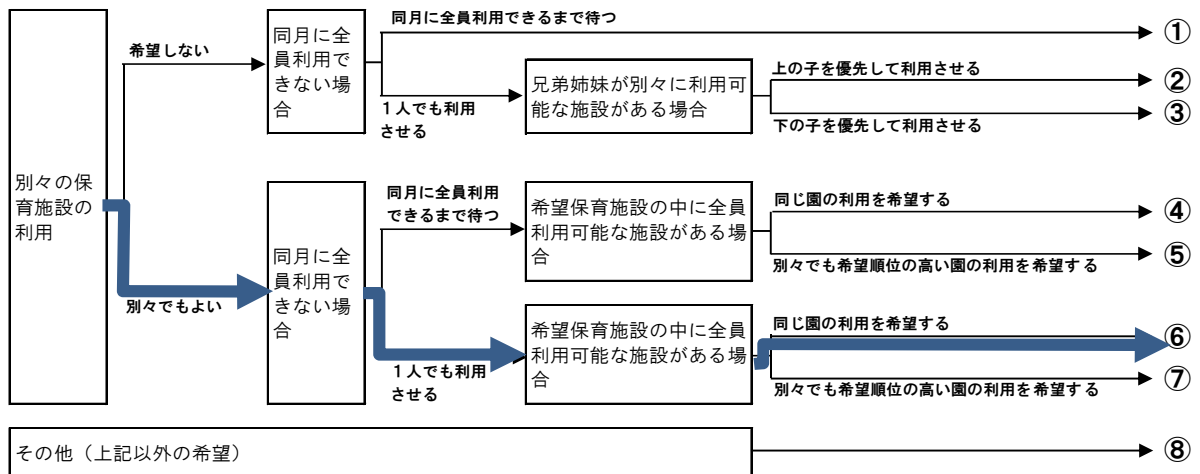 同月に全員利用できるまで待つ
①
希望しない
同月に全
員利用で
きない場
合
上の子を優先して利用させる
②
兄弟姉妹が別々に利用可
能な施設がある場合
１人でも利用
させる
下の子を優先して利用させる
③
別々の保
育施設の
利用
同月に全員利用
できるまで待つ
希望保育施設の中に全員
利用可能な施設がある場
合
同じ園の利用を希望する
④
別々でも希望順位の高い園の利用を希望する
⑤
別々でもよい
同月に全
員利用で
きない場
合
希望保育施設の中に全員
利用可能な施設がある場
合
１人でも利用
させる
同じ園の利用を希望する
⑥
別々でも希望順位の高い園の利用を希望する
⑦
その他（上記以外の希望）
⑧